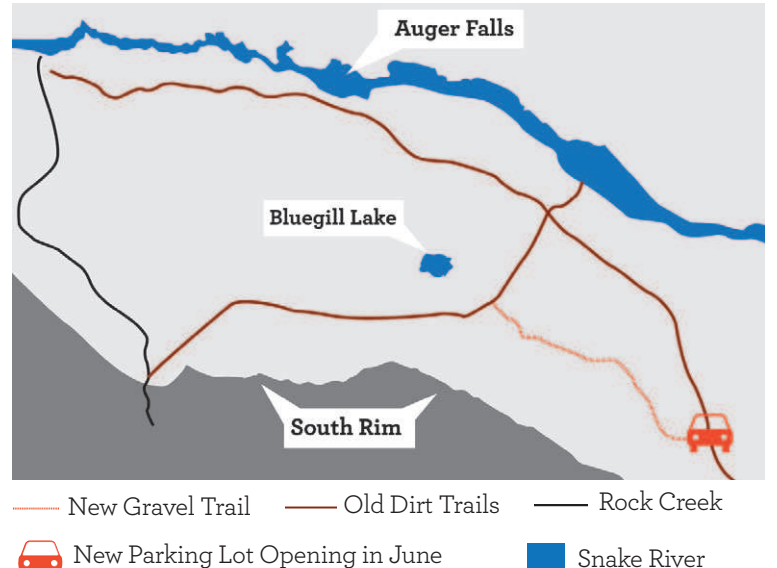 Auger Falls
Bluegill Lake
South Rim
New Gravel Trail
Old Dirt Trails
Rock Creek
New Parking Lot Opening in June
Snake River